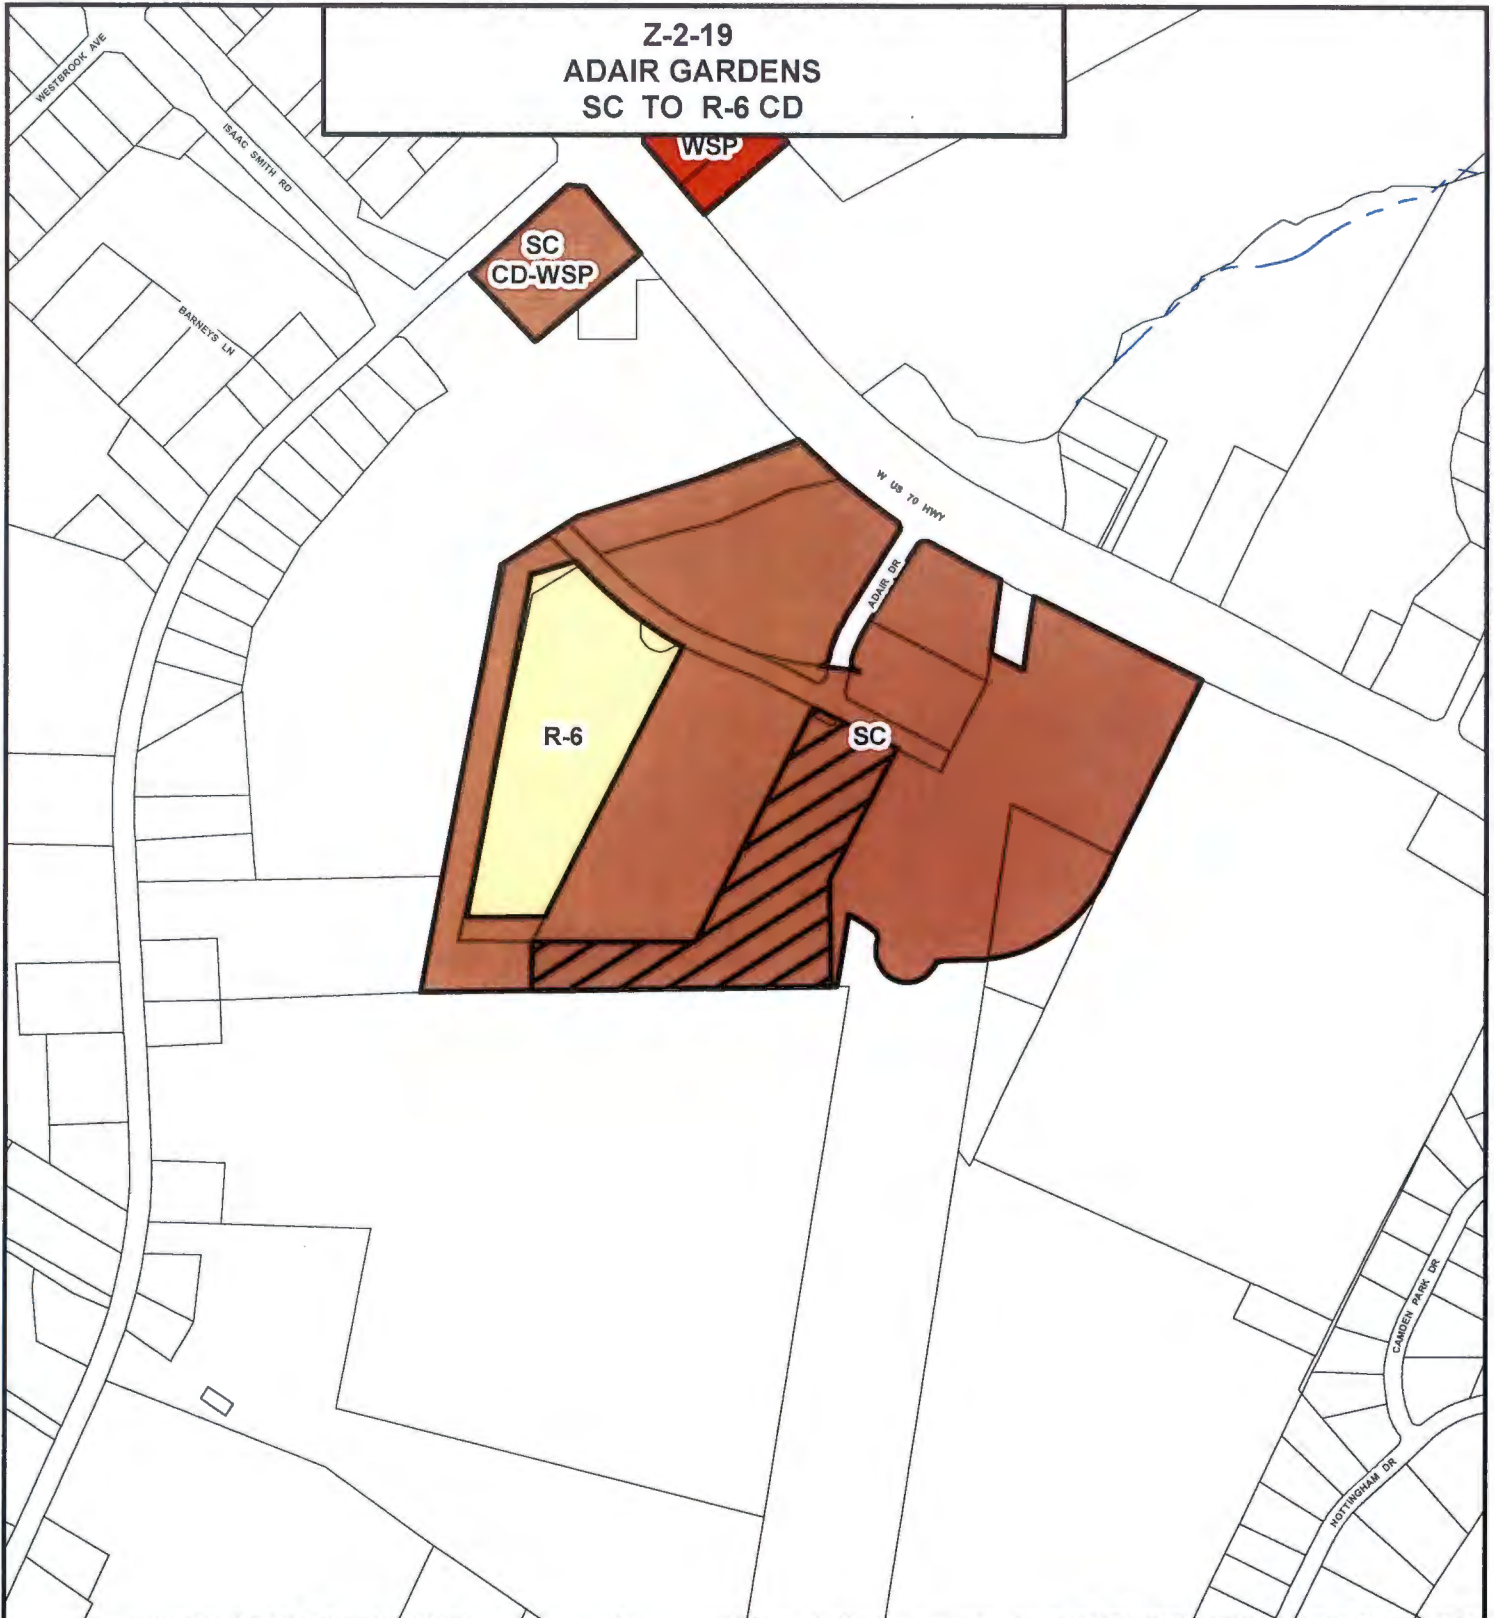 Z-2-19
ADAIR GARDENS
SC TO R-6 CD
WSP
WESTBROOK AVE
ISAAC SMITH RD
SC
CD-WSP
BARNEYS LN
W US 70 HWY
ADAIR DR
R-6
SC
CAMDEN PARK DR
NOTTINGHAM DR